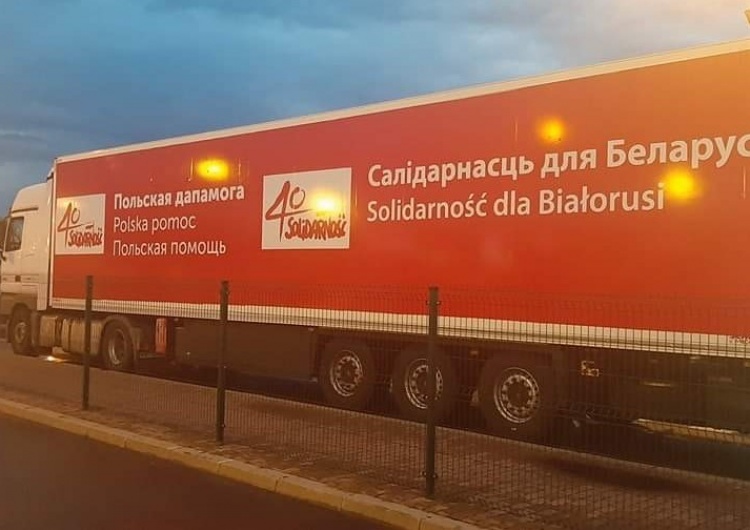 40
SOLIDARNOŚĆ
Польская дапамога
Polska pomoc
Польская помощь
40
SOLIDARNOŚĆ
Салідарнасць для Беларус
Solidarność dla Białorusi